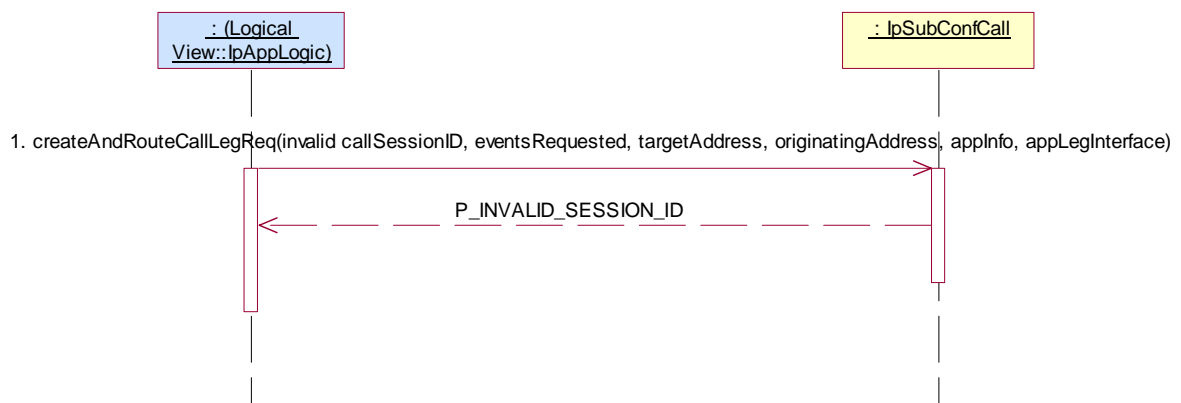 : (Logical
View::IpAppLogic)
: IpSubConfCall
1. createAndRouteCallLegReq(invalid callSessionID, eventsRequested, targetAddress, originatingAddress, appInfo, appLegInterface)
P_INVALID_SESSION_ID